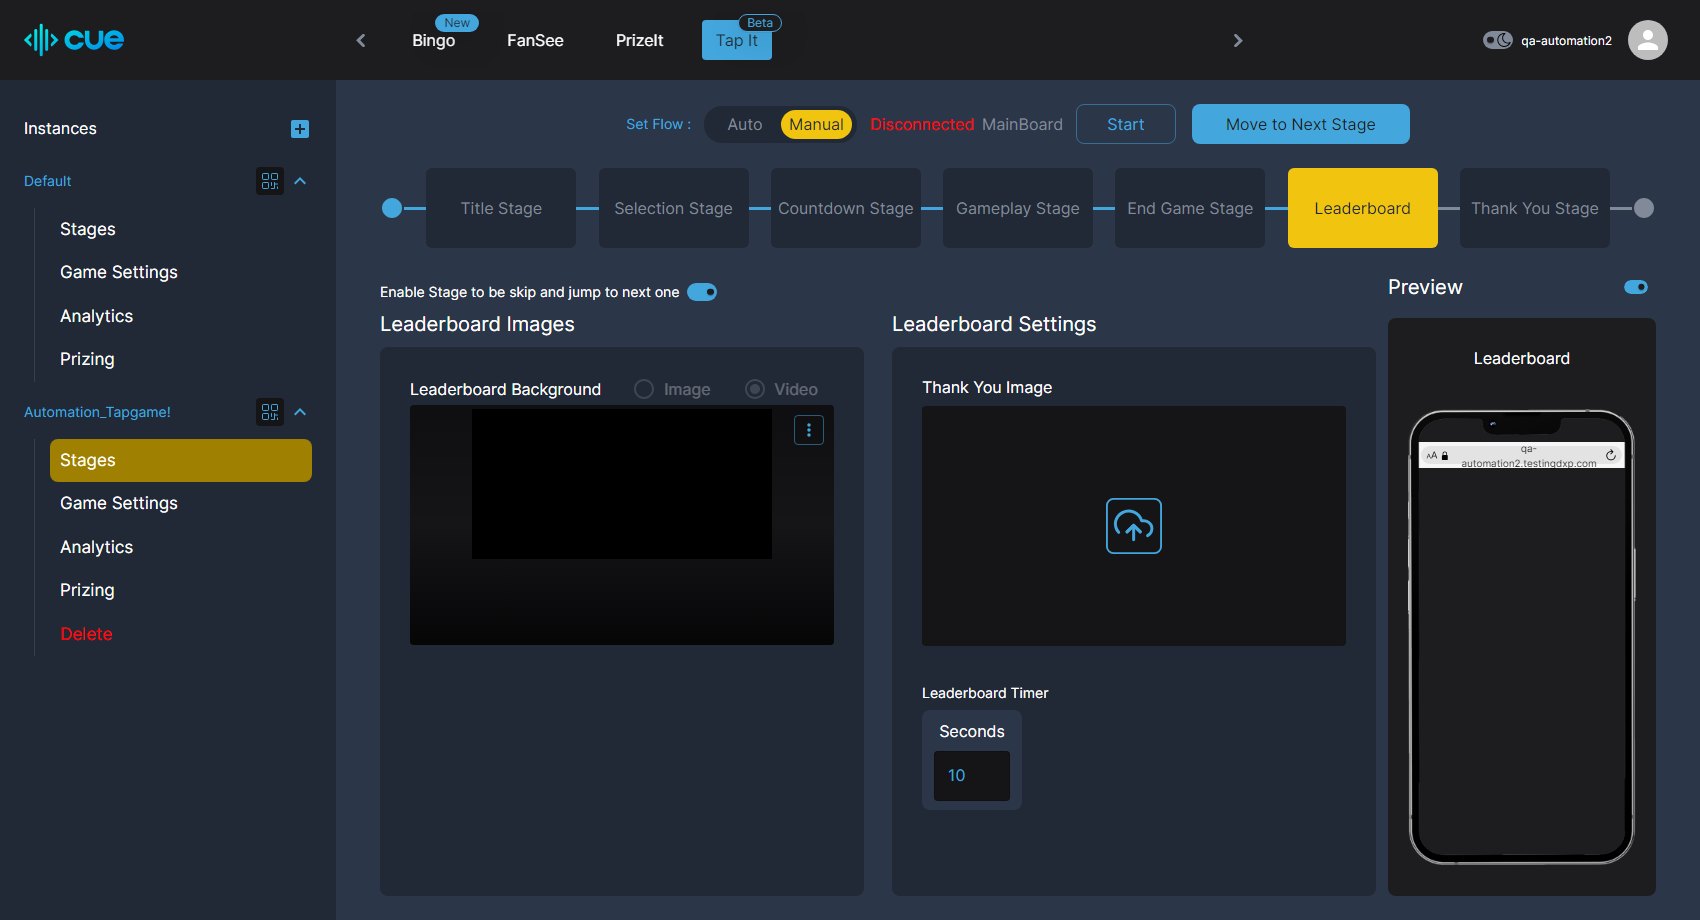 cue
New
Bingo
FanSee
PrizeIt
Beta
Tap It
qa-automation2
Instances
Default
Stages
Game Settings
Analytics
Prizing
Automation_Tapgame!
Stages
Game Settings
Analytics
Prizing
Delete
Set Flow :
Auto
Manual
Disconnected MainBoard
Start
Move to Next Stage
Title Stage
Selection Stage
Countdown Stage
Gameplay Stage
End Game Stage
Leaderboard
Thank You Stage
Enable Stage to be skip and jump to next one
Leaderboard Images
Leaderboard Background
Image
Video
Leaderboard Settings
Thank You Image
Leaderboard Timer
Seconds
10
Preview
Leaderboard
AA
qa-
automation2.testingdxp.com